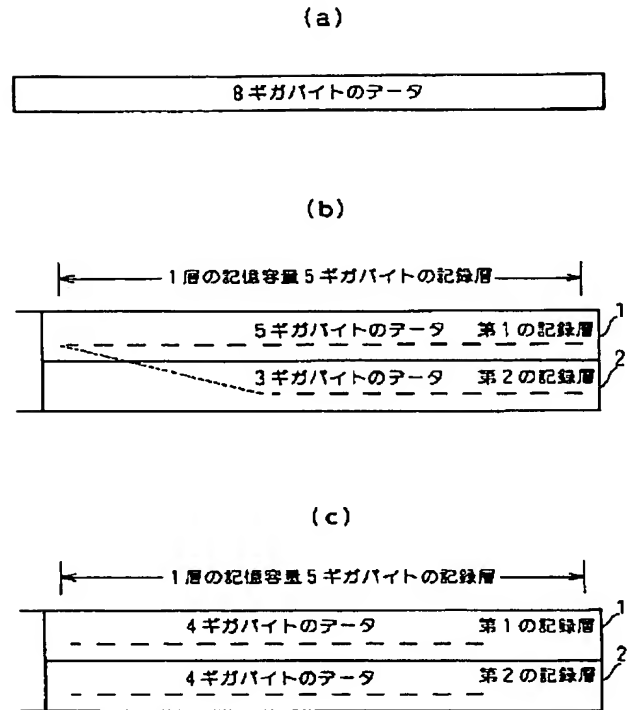 (a)
8ギガバイトのデータ
(b)
1層の記憶容量5ギガバイトの記録層
5ギガバイトのデータ 第1の記録層 1
3ギガバイトのデータ 第2の記録層 2
(c)
1層の記憶容量5ギガバイトの記録層
4ギガバイトのデータ 第1の記録層 1
4ギガバイトのデータ 第2の記録層 2